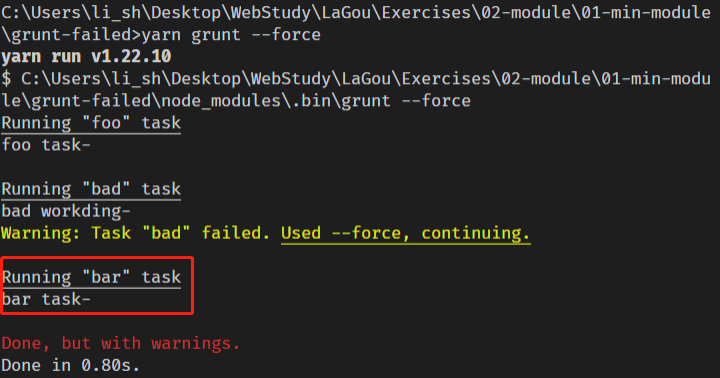 C:\Users\li_sh\Desktop\WebStudy\LaGou\Exercises\02-module\01-min-module
\grunt-failed>yarn grunt --force
yarn run v1.22.10
$ C:\Users\li_sh\Desktop\WebStudy\LaGou\Exercises\02-module\01-min-modu
le\grunt-failed\node_modules\.bin\grunt --force
Running "foo" task
foo task-
Running "bad" task
bad workding-
Warning: Task "bad" failed. Used --force, continuing.
Running "bar" task
bar task-
Done, but with warnings.
Done in 0.80s.